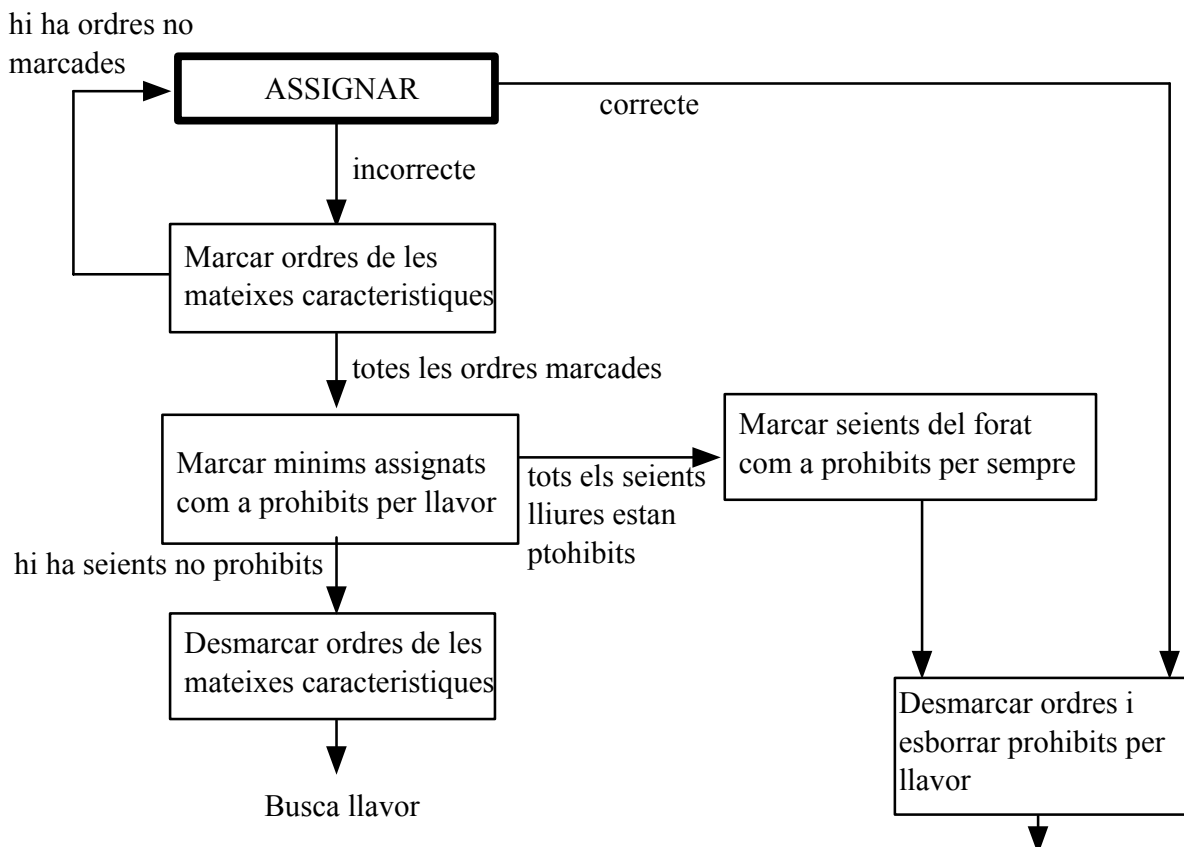 hi ha ordres no
marcades
ASSIGNAR
correcte
incorrecte
Marcar ordres de les
mateixes caracteristiques
totes les ordres marcades
Marcar minims assignats
com a prohibits per llavor
tots els seients
lliures estan
ptohibits
Marcar seients del forat
com a prohibits per sempre
hi ha seients no prohibits
Desmarcar ordres de les
mateixes caracteristiques
Busca llavor
Desmarcar ordres i
esborrar prohibits per
llavor